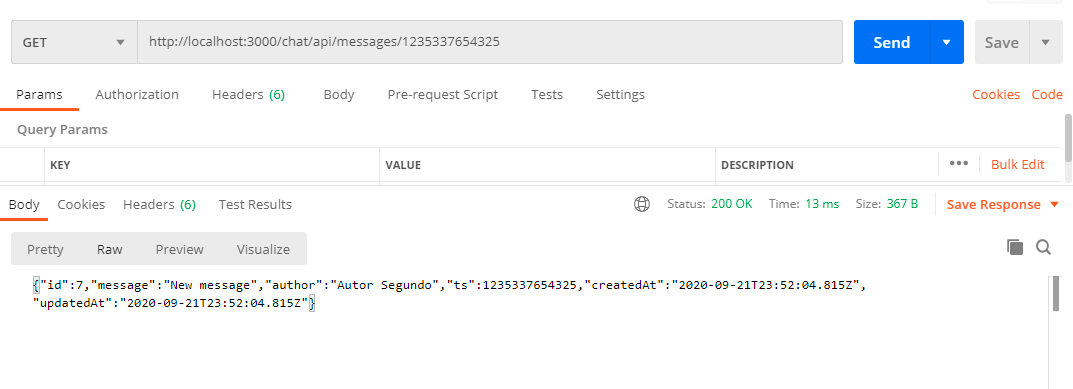 GET http://localhost:3000/chat/api/messages/1235337654325 Send Save
Params Authorization Headers (6) Body Pre-request Script Tests Settings Cookies Code
Query Params
KEY VALUE DESCRIPTION ••• Bulk Edit
Body Cookies Headers (6) Test Results Status: 200 OK Time: 13 ms Size: 367 B Save Response
Pretty Raw Preview Visualize
{"id":7,"message":"New message","author":"Autor Segundo","ts":1235337654325,"createdAt":"2020-09-21T23:52:04.815Z",
"updatedAt":"2020-09-21T23:52:04.815Z"}